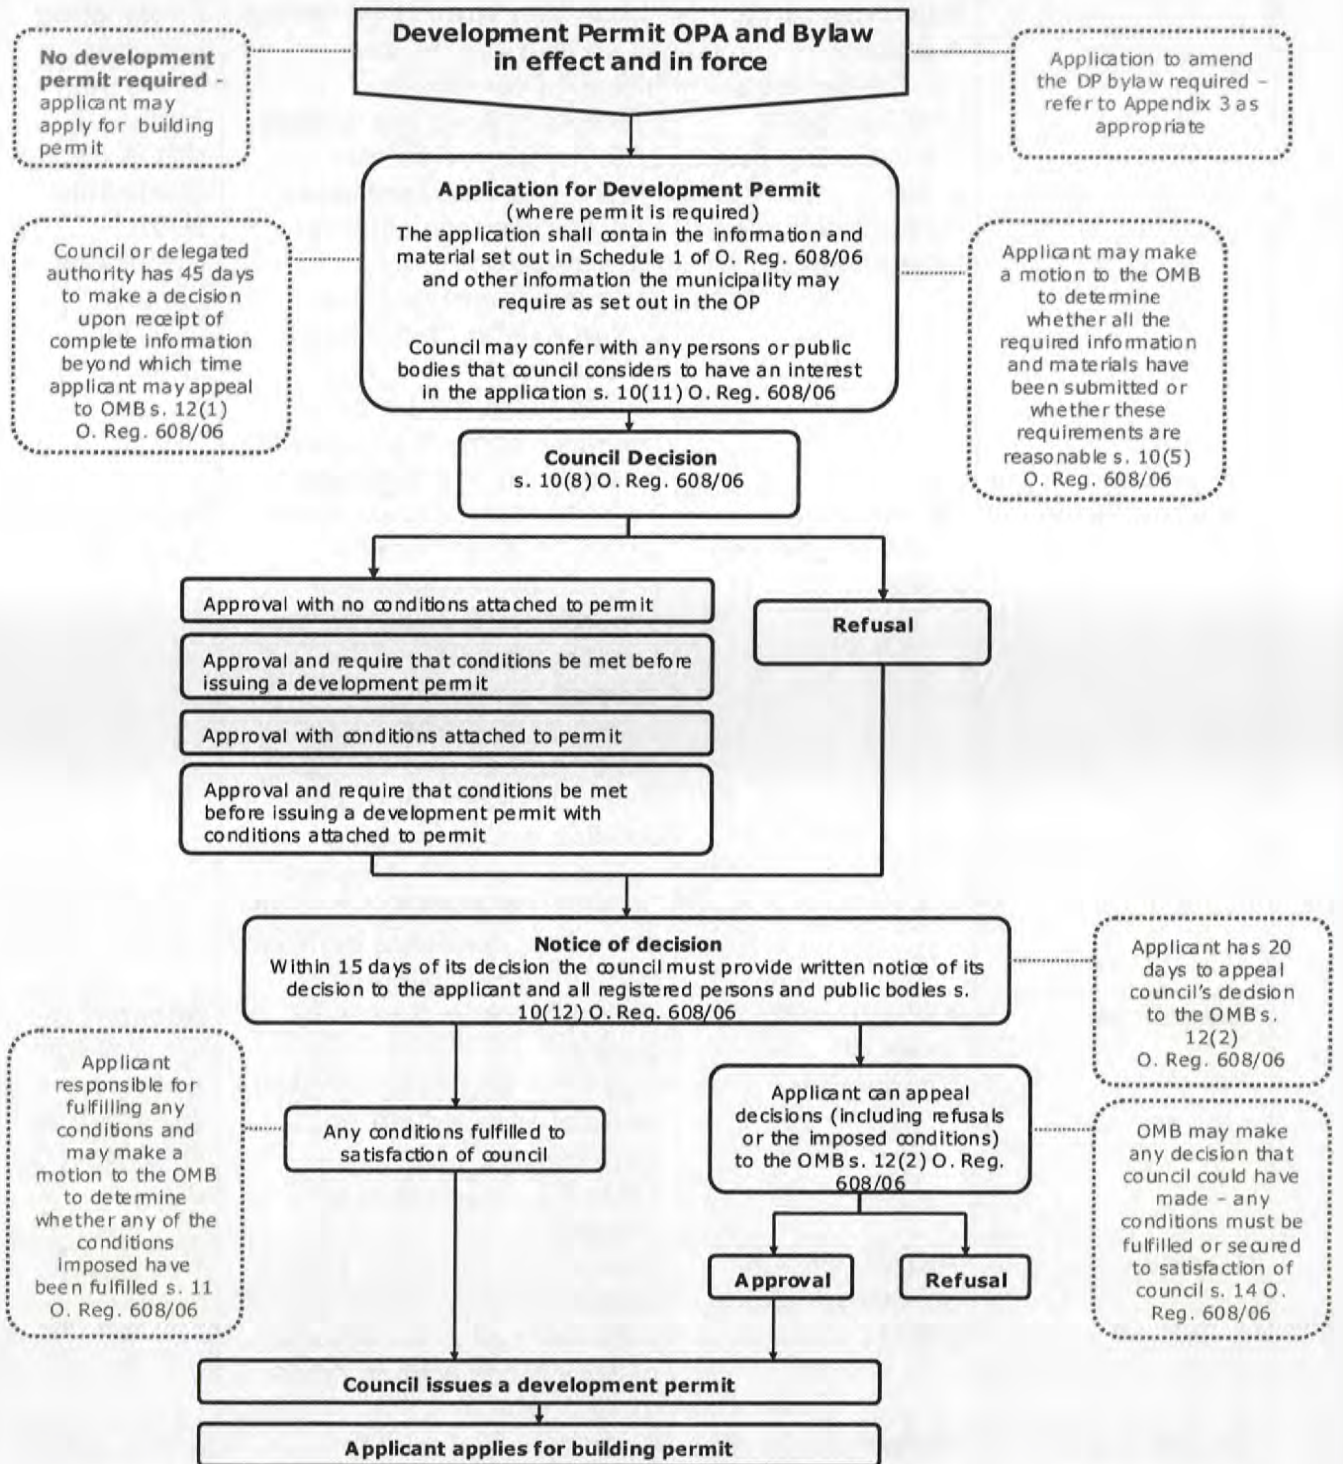 Development Permit OPA and Bylaw
in effect and in force
No development
permit required -
applicant may
apply for building
permit
Application to amend
the DP bylaw required –
refer to Appendix 3 as
appropriate
Application for Development Permit
(where permit is required)
The application shall contain the information and
material set out in Schedule 1 of O. Reg. 608/06
and other information the municipality may
require as set out in the OP
Council may confer with any persons or public
bodies that council considers to have an interest
in the application s. 10(11) O. Reg. 608/06
Council or delegated
authority has 45 days
to make a decision
upon receipt of
complete information
beyond which time
applicant may appeal
to OMB s. 12(1)
O. Reg. 608/06
Applicant may make
a motion to the OMB
to determine
whether all the
required information
and materials have
been submitted or
whether these
requirements are
reasonable s. 10(5)
O. Reg. 608/06
Council Decision
s. 10(8) O. Reg. 608/06
Approval with no conditions attached to permit
Approval and require that conditions be met before
issuing a development permit
Approval with conditions attached to permit
Approval and require that conditions be met
before issuing a development permit with
conditions attached to permit
Refusal
Notice of decision
Within 15 days of its decision the council must provide written notice of its
decision to the applicant and all registered persons and public bodies s.
10(12) O. Reg. 608/06
Applicant has 20
days to appeal
council's decision
to the OMB s.
12(2)
O. Reg. 608/06
Applicant
responsible for
fulfilling any
conditions and
may make a
motion to the OMB
to determine
whether any of the
conditions
imposed have
been fulfilled s. 11
O. Reg. 608/06
Any conditions fulfilled to
satisfaction of council
Applicant can appeal
decisions (including refusals
or the imposed conditions)
to the OMB s. 12(2) O. Reg.
608/06
OMB may make
any decision that
council could have
made – any
conditions must be
fulfilled or secured
to satisfaction of
council s. 14 O.
Reg. 608/06
Approval
Refusal
Council issues a development permit
Applicant applies for building permit